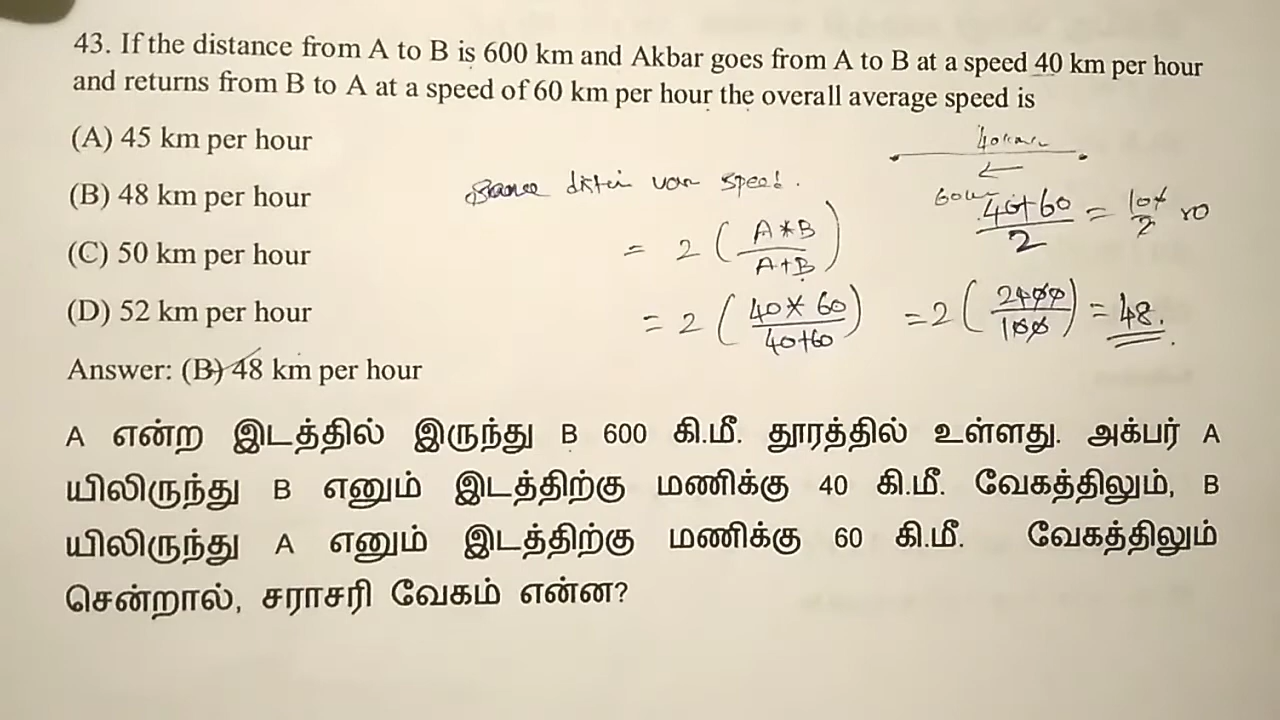 43. If the distance from A to B is 600 km and Akbar goes from A to B at a speed 40 km per hour
and returns from B to A at a speed of 60 km per hour the overall average speed is
(A) 45 km per hour
(B) 48 km per hour
(C) 50 km per hour
(D) 52 km per hour
Answer: (B) 48 km per hour
speed.
= 2 (A*B / A+B)
= 2 (40*60 / 40+60) = 2 (2400 / 100) = 48.
40+60 / 2 =
A என்ற இடத்தில் இருந்து B 600 கி.மீ. தூரத்தில் உள்ளது. அக்பர் A
யிலிருந்து B எனும் இடத்திற்கு மணிக்கு 40 கி.மீ. வேகத்திலும், B
யிலிருந்து A எனும் இடத்திற்கு மணிக்கு 60 கி.மீ. வேகத்திலும்
சென்றால், சராசரி வேகம் என்ன?